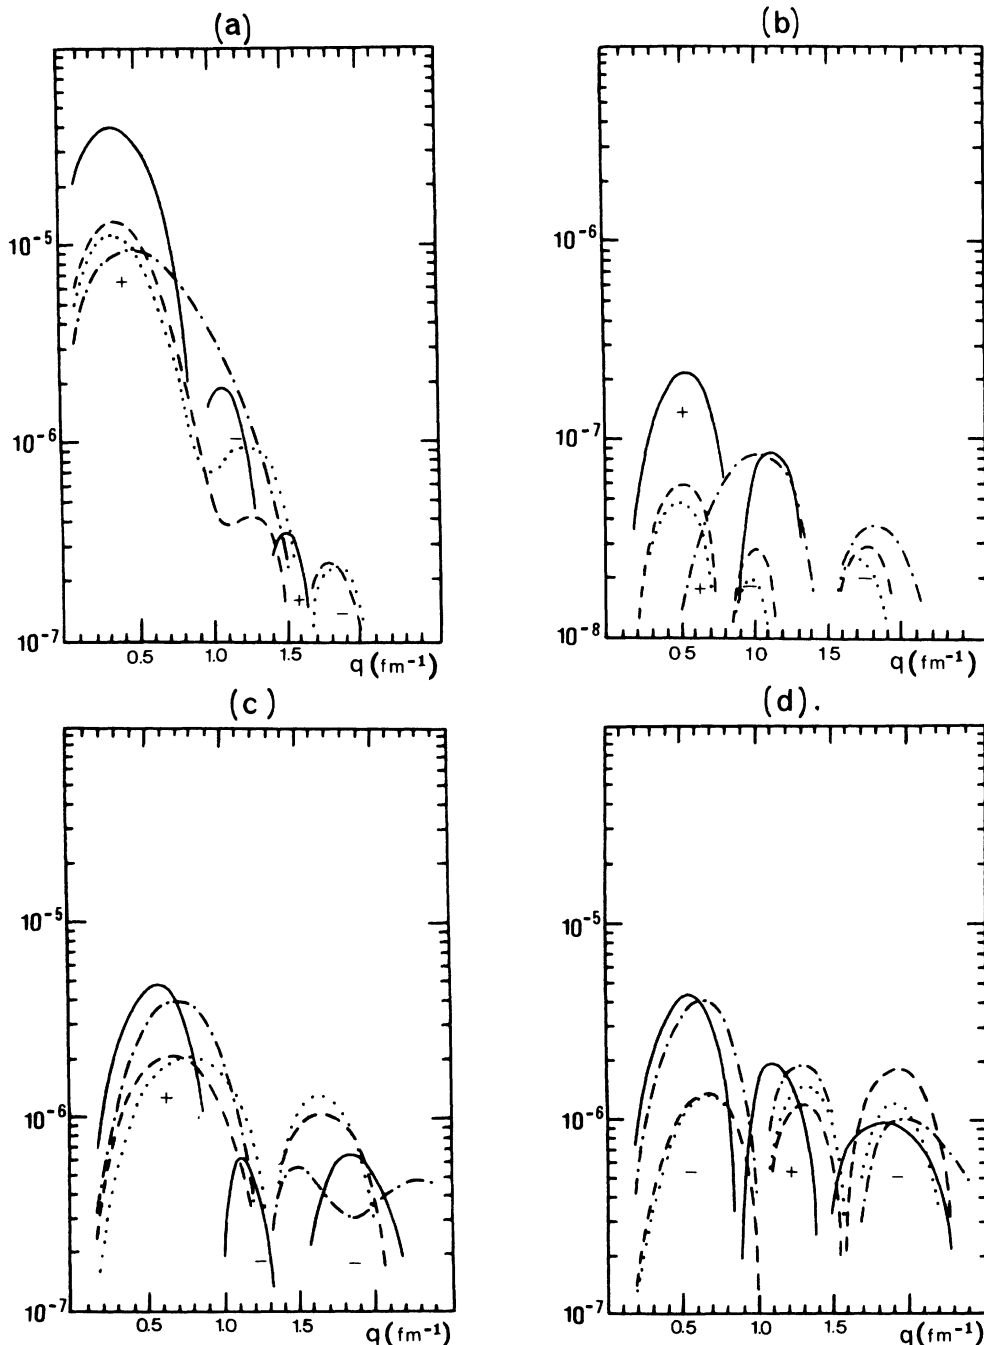 (a)
10⁻⁵
+
10⁻⁶
−
+
−
10⁻⁷
0.5 1.0 1.5
q (fm⁻¹)
(b)
10⁻⁶
+
10⁻⁷
+
−
−
10⁻⁸
0 5 1 0 1 5
q (fm⁻¹)
(c)
10⁻⁵
+
10⁻⁶
−
−
10⁻⁷
0.5 1.0 1.5
q (fm⁻¹)
(d).
10⁻⁵
10⁻⁶
−
+
−
10⁻⁷
0.5 1.0 1.5
q (fm⁻¹)